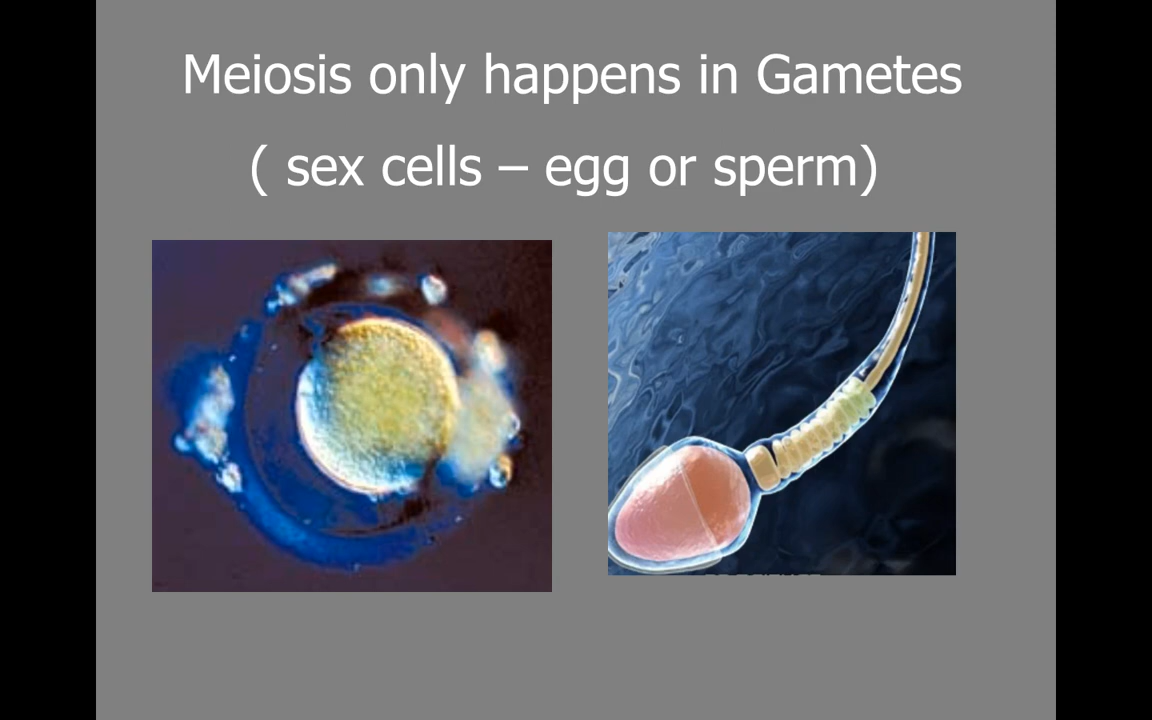 Meiosis only happens in Gametes
( sex cells – egg or sperm)